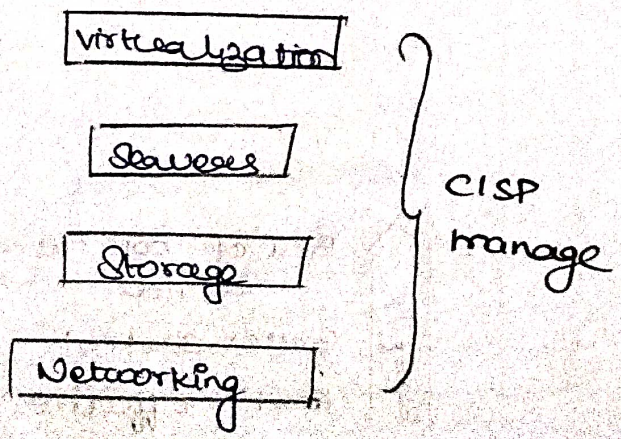 Virtualization
Servers
Storage
Networking
CISP
manage